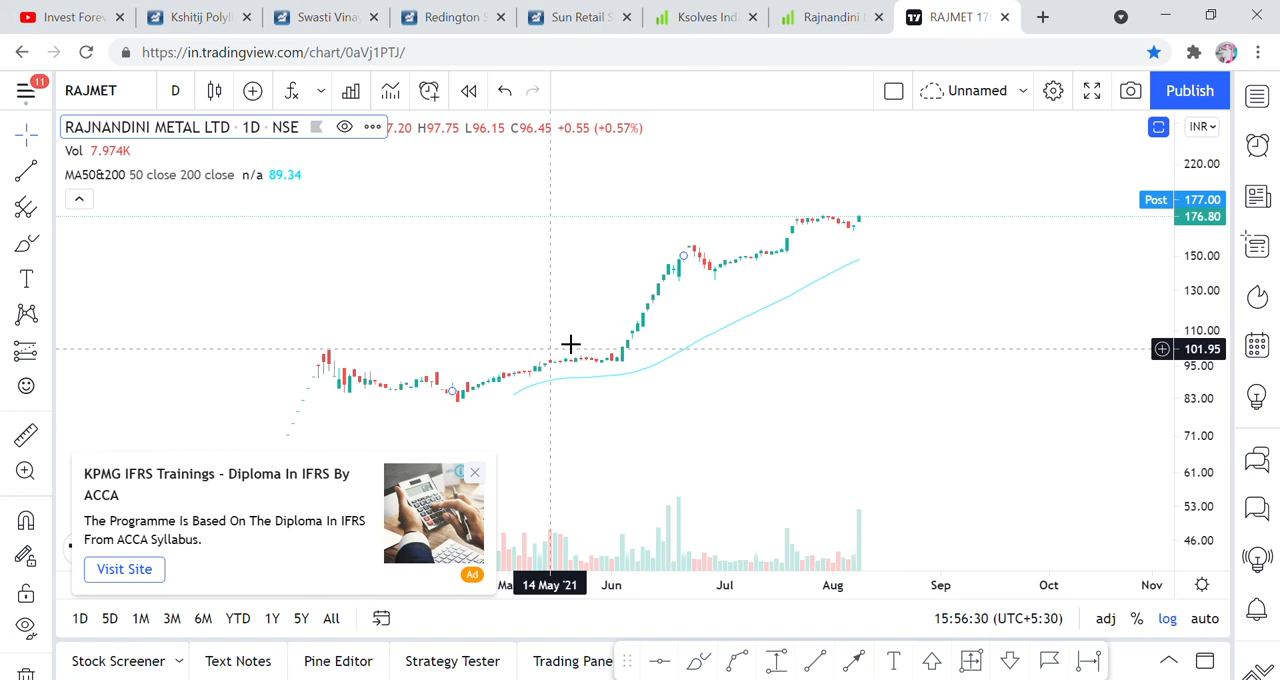 Invest Forev
Kshitij Polyli
Swasti Vinay
Redington S
Sun Retail S
Ksolves Indi
Rajnandini
RAJMET 17
https://in.tradingview.com/chart/0aVj1PTJ/
11
RAJMET
D
Unnamed
Publish
RAJNANDINI METAL LTD · 1D · NSE
7.20 H97.75 L96.15 C96.45 +0.55 (+0.57%)
INR
Vol 7.974K
MA50&200 50 close 200 close n/a 89.34
220.00
Post 177.00
176.80
150.00
130.00
110.00
101.95
95.00
83.00
71.00
61.00
53.00
46.00
KPMG IFRS Trainings - Diploma In IFRS By
ACCA
The Programme Is Based On The Diploma In IFRS
From ACCA Syllabus.
Visit Site
Ad
Ma
14 May '21
Jun
Jul
Aug
Sep
Oct
Nov
1D 5D 1M 3M 6M YTD 1Y 5Y All
15:56:30 (UTC+5:30)
adj % log auto
Stock Screener
Text Notes
Pine Editor
Strategy Tester
Trading Pane